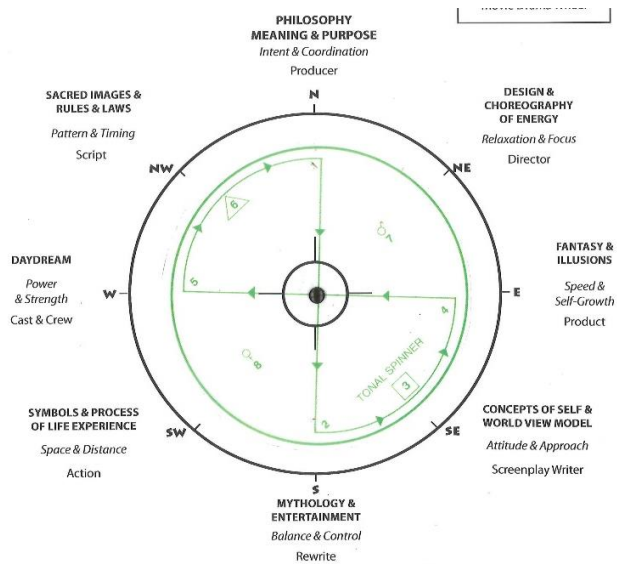 PHILOSOPHY
MEANING & PURPOSE
Intent & Coordination
Producer
N
SACRED IMAGES &
RULES & LAWS
Pattern & Timing
Script
NW
DESIGN &
CHOREOGRAPHY
OF ENERGY
Relaxation & Focus
Director
NE
1
6
♂7
DAYDREAM
Power
& Strength
Cast & Crew
W
5
FANTASY &
ILLUSIONS
Speed &
Self-Growth
Product
E
4
♀8
TONAL SPINNER
3
2
SYMBOLS & PROCESS
OF LIFE EXPERIENCE
Space & Distance
Action
SW
CONCEPTS OF SELF &
WORLD VIEW MODEL
Attitude & Approach
Screenplay Writer
SE
S
MYTHOLOGY &
ENTERTAINMENT
Balance & Control
Rewrite